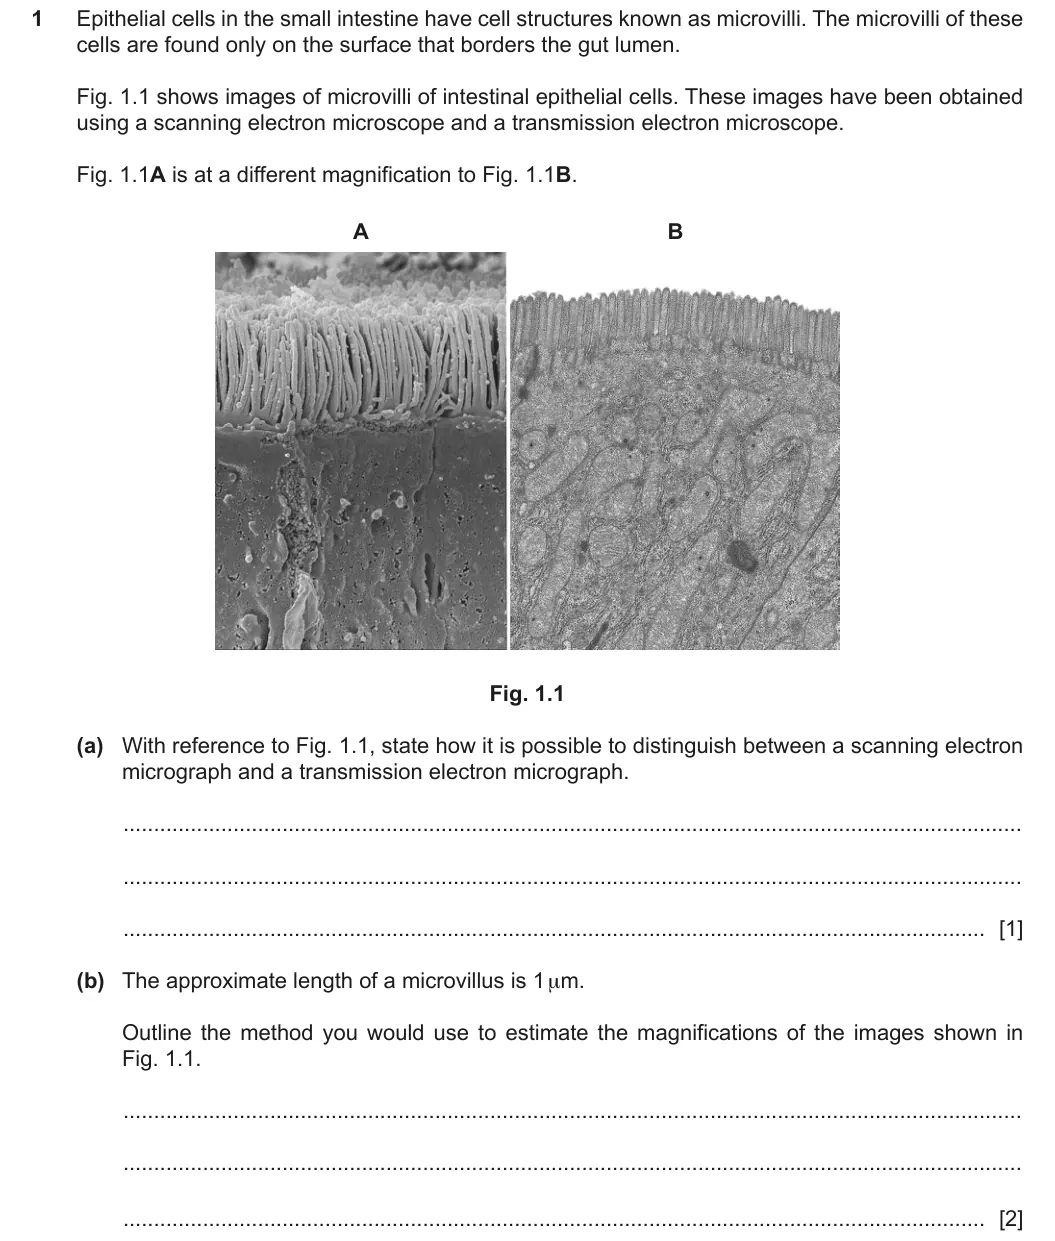 1 Epithelial cells in the small intestine have cell structures known as microvilli. The microvilli of these
cells are found only on the surface that borders the gut lumen.
Fig. 1.1 shows images of microvilli of intestinal epithelial cells. These images have been obtained
using a scanning electron microscope and a transmission electron microscope.
Fig. 1.1A is at a different magnification to Fig. 1.1B.
A B
Fig. 1.1
(a) With reference to Fig. 1.1, state how it is possible to distinguish between a scanning electron
micrograph and a transmission electron micrograph.
[1]
(b) The approximate length of a microvillus is 1 μm.
Outline the method you would use to estimate the magnifications of the images shown in
Fig. 1.1.
[2]